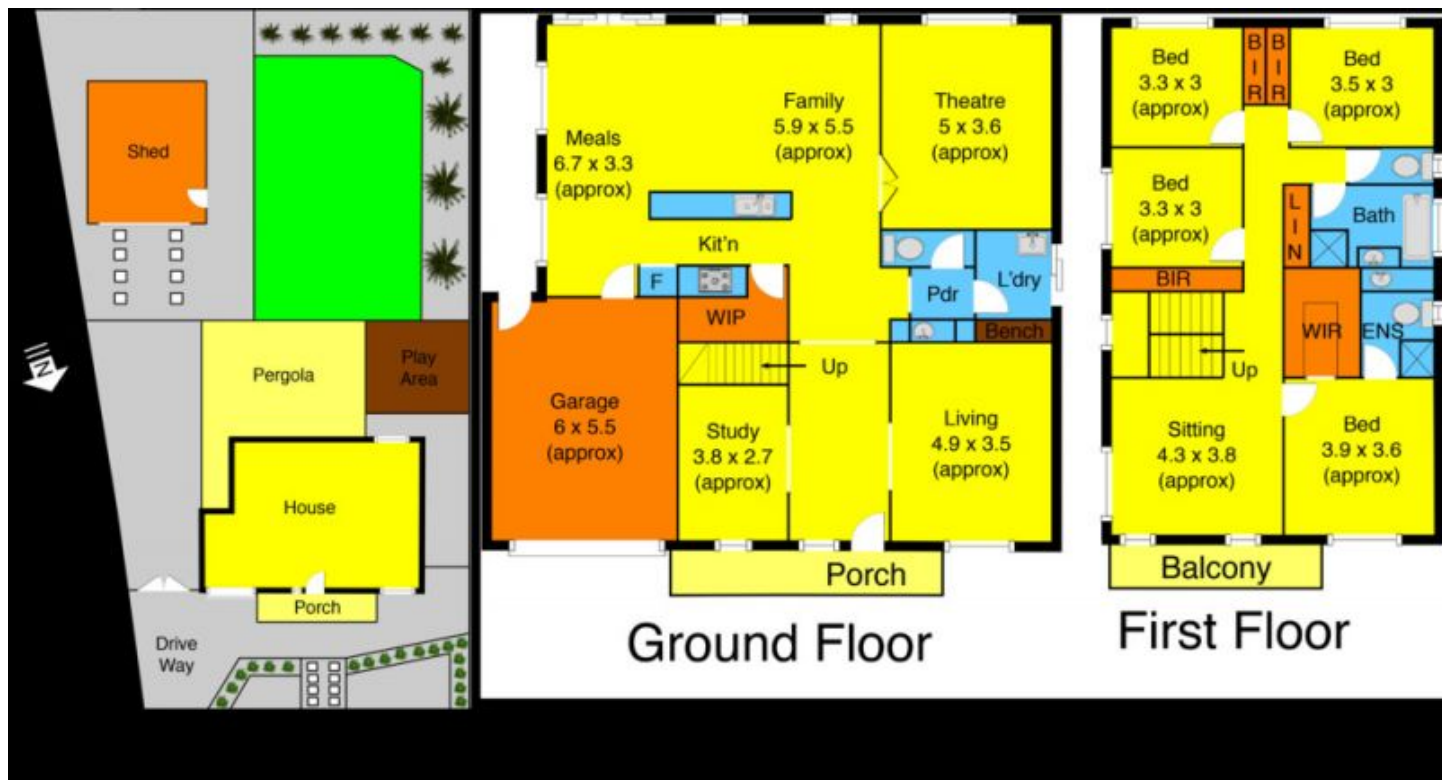 Shed
N
Pergola
Play
Area
House
Porch
Drive
Way
Meals
6.7 x 3.3
(approx)
Family
5.9 x 5.5
(approx)
Theatre
5 x 3.6
(approx)
Kit'n
F
WIP
Pdr
L'dry
Bench
Up
Garage
6 x 5.5
(approx)
Study
3.8 x 2.7
(approx)
Living
4.9 x 3.5
(approx)
Porch
Ground Floor
Bed
3.3 x 3
(approx)
BIR
BIR
Bed
3.5 x 3
(approx)
Bed
3.3 x 3
(approx)
LIN
Bath
BIR
WIR
ENS
Up
Sitting
4.3 x 3.8
(approx)
Bed
3.9 x 3.6
(approx)
Balcony
First Floor